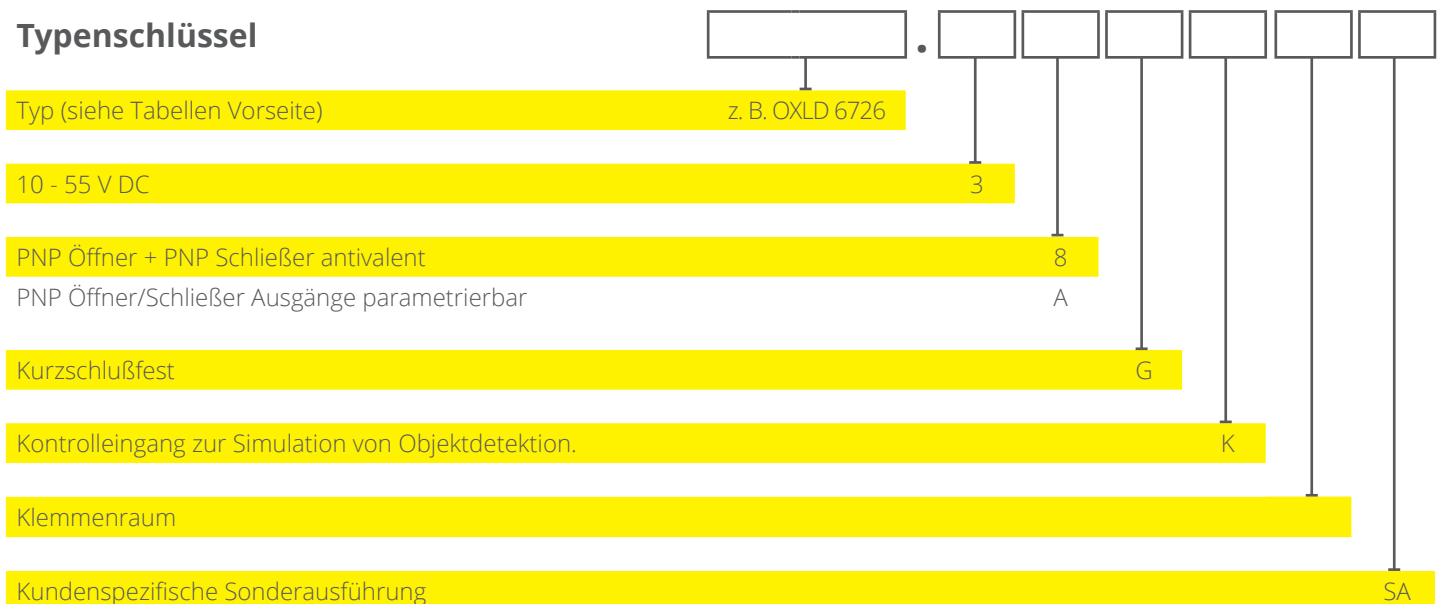 Typenschlüssel
.
Typ (siehe Tabellen Vorseite) z. B. OXLD 6726
10 - 55 V DC 3
PNP Öffner + PNP Schließer antivalent 8
PNP Öffner/Schließer Ausgänge parametrierbar A
Kurzschlußfest G
Kontrolleingang zur Simulation von Objektdetektion. K
Klemmenraum
Kundenspezifische Sonderausführung SA